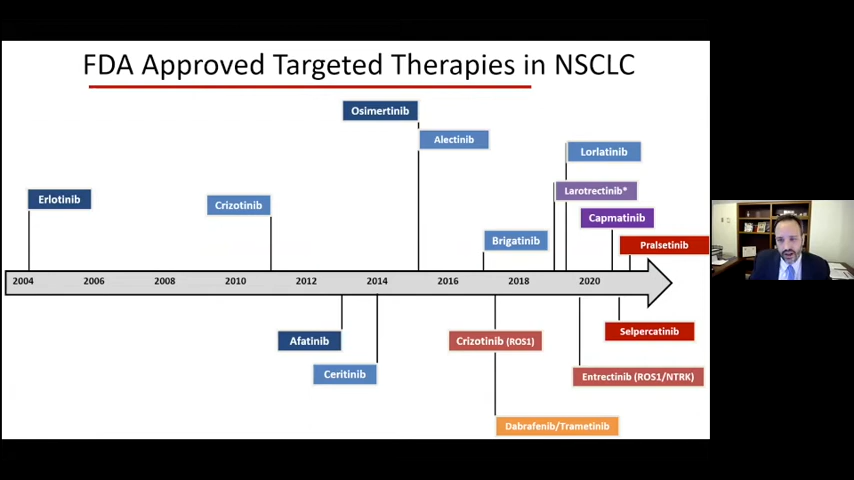 FDA Approved Targeted Therapies in NSCLC
Osimertinib
Alectinib
Lorlatinib
Larotrectinib*
Erlotinib
Crizotinib
Capmatinib
Brigatinib
Pralsetinib
2004 2006 2008 2010 2012 2014 2016 2018 2020
Selpercatinib
Afatinib
Crizotinib (ROS1)
Ceritinib
Entrectinib (ROS1/NTRK)
Dabrafenib/Trametinib